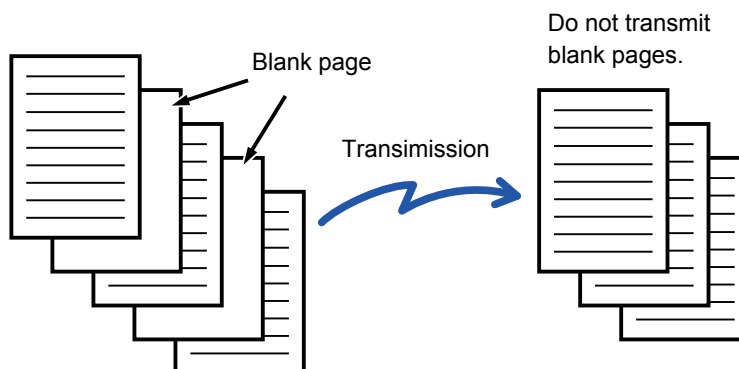 Blank page
Transimission
Do not transmit
blank pages.